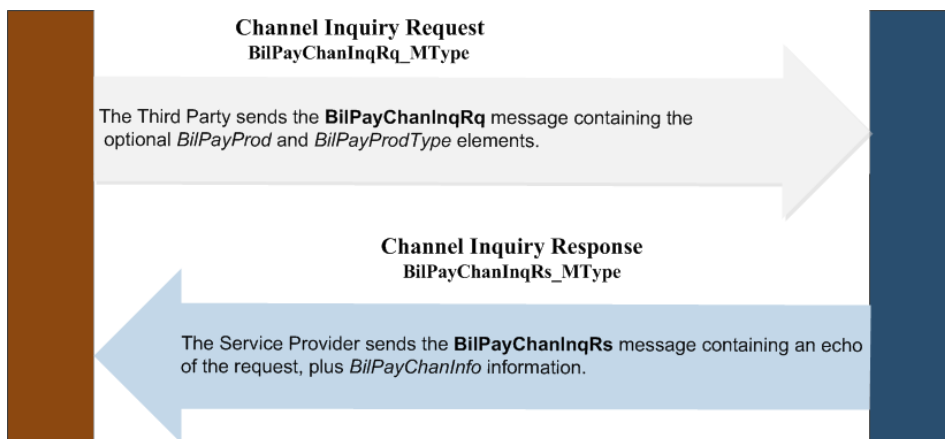 Channel Inquiry Request
BilPayChanInqRq_MType
The Third Party sends the BilPayChanInqRq message containing the
optional BilPayProd and BilPayProdType elements.
Channel Inquiry Response
BilPayChanInqRs_MType
The Service Provider sends the BilPayChanInqRs message containing an echo
of the request, plus BilPayChanInfo information.